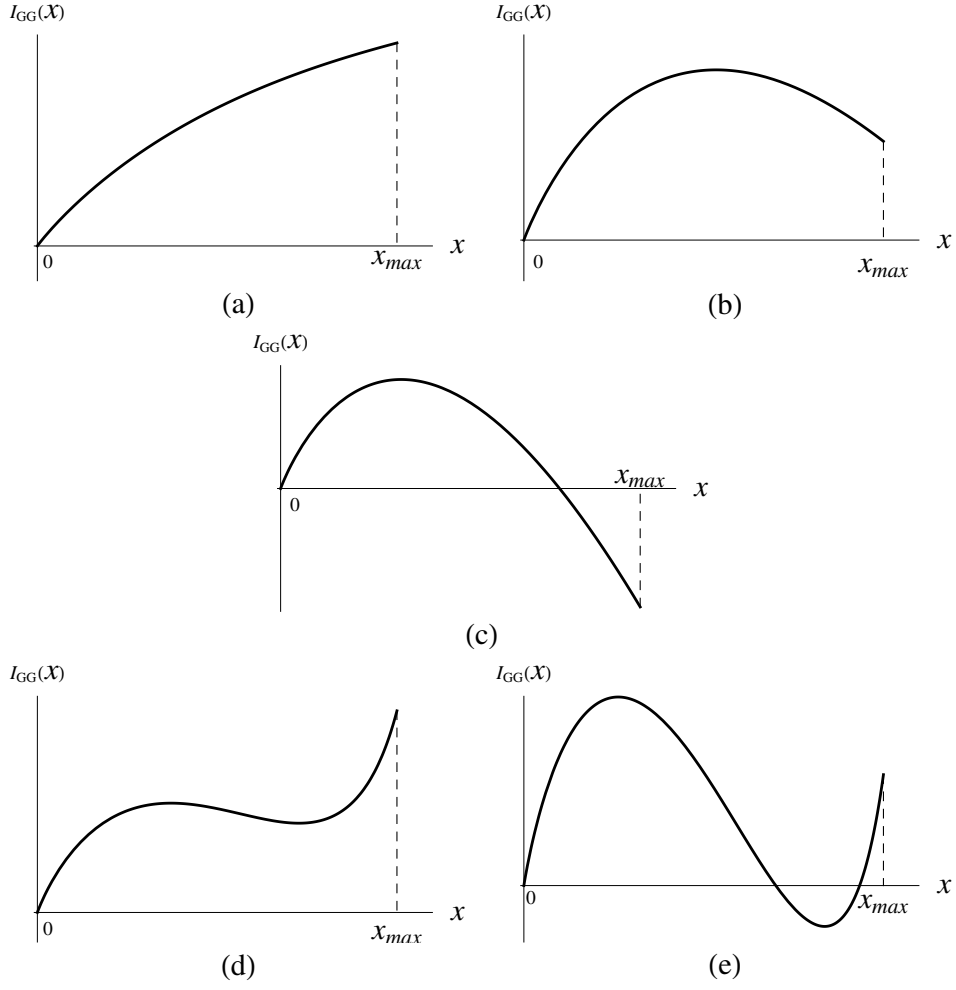 I_GG(x) I_GG(x)
0 x_max x 0 x_max x
(a) (b)
I_GG(x)
0 x_max x
(c)
I_GG(x) I_GG(x)
0 x_max x 0 x_max x
(d) (e)